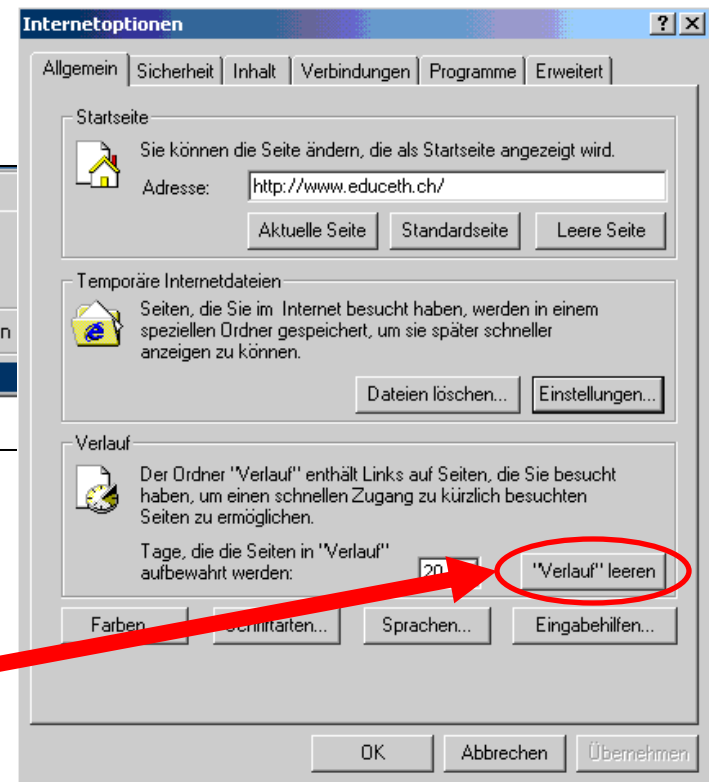 Internetoptionen
Allgemein Sicherheit Inhalt Verbindungen Programme Erweitert
Startseite
Sie können die Seite ändern, die als Startseite angezeigt wird.
Adresse: http://www.educeth.ch/
Aktuelle Seite Standardseite Leere Seite
Temporäre Internetdateien
Seiten, die Sie im Internet besucht haben, werden in einem
speziellen Ordner gespeichert, um sie später schneller
anzeigen zu können.
n
Dateien löschen... Einstellungen...
Verlauf
Der Ordner "Verlauf" enthält Links auf Seiten, die Sie besucht
haben, um einen schnellen Zugang zu kürzlich besuchten
Seiten zu ermöglichen.
Tage, die die Seiten in "Verlauf"
aufbewahrt werden: 20 "Verlauf" leeren
Farben... Schriftarten... Sprachen... Eingabehilfen...
OK Abbrechen Übernehmen